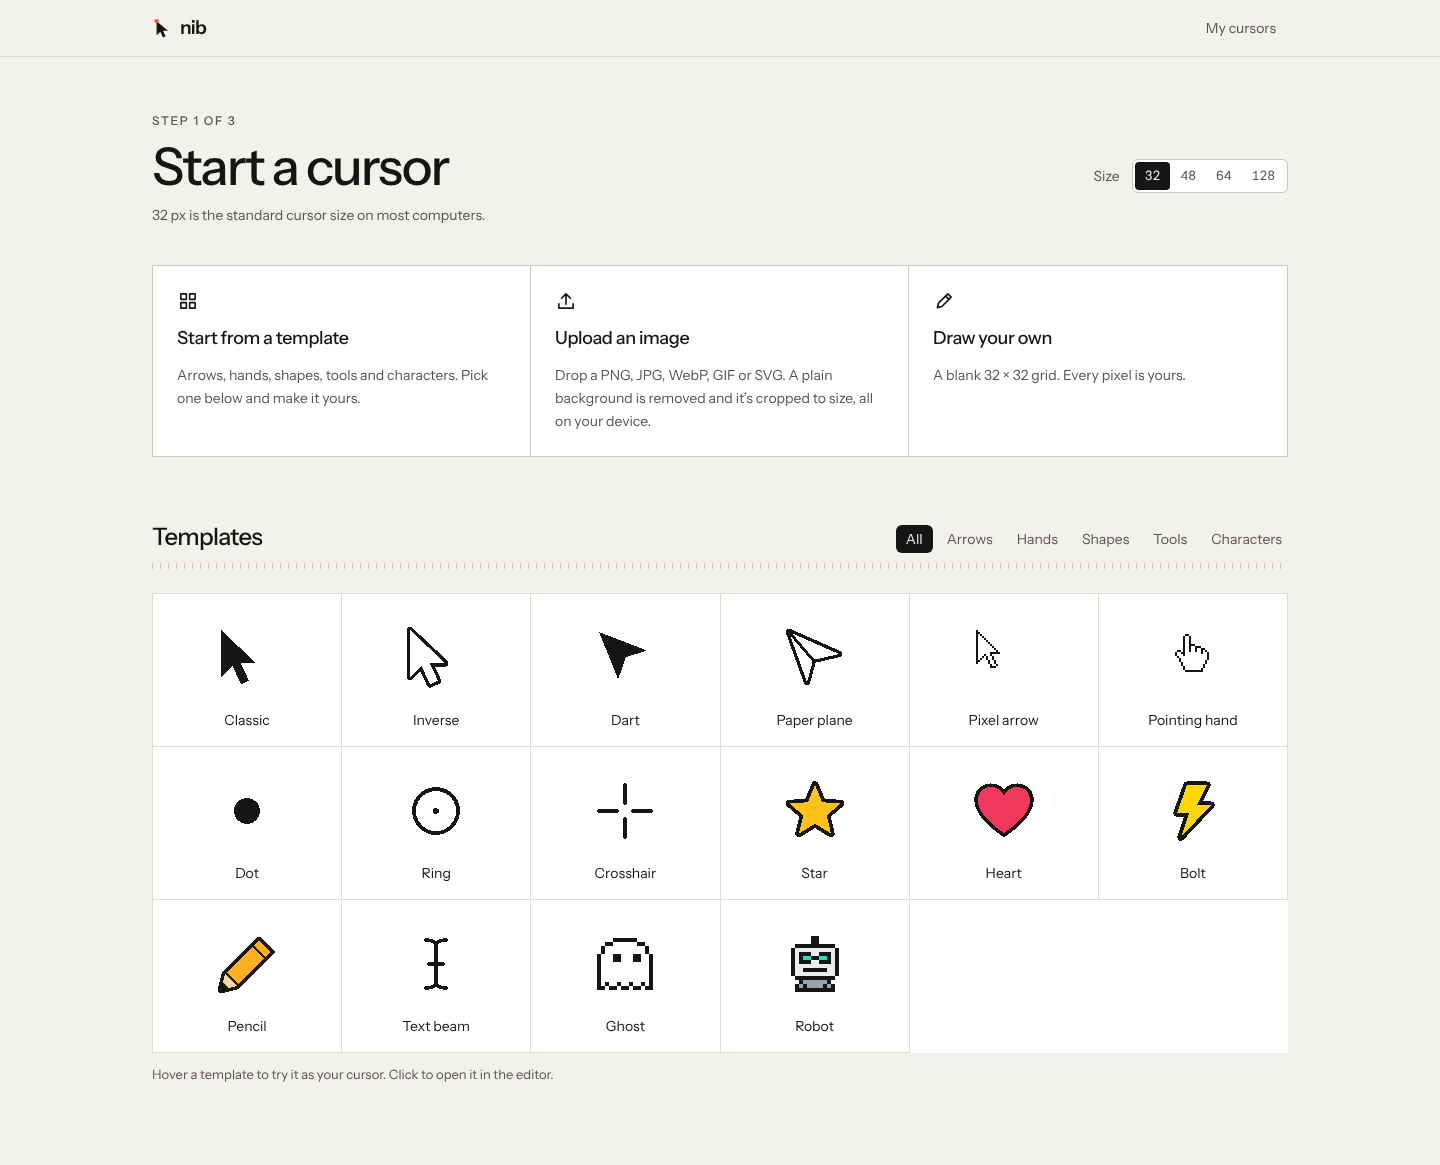 nib
My cursors
STEP 1 OF 3
Start a cursor
32 px is the standard cursor size on most computers.
Size
32 48 64 128
Start from a template
Arrows, hands, shapes, tools and characters. Pick
one below and make it yours.
Upload an image
Drop a PNG, JPG, WebP, GIF or SVG. A plain
background is removed and it's cropped to size, all
on your device.
Draw your own
A blank 32 × 32 grid. Every pixel is yours.
Templates
All Arrows Hands Shapes Tools Characters
Classic
Inverse
Dart
Paper plane
Pixel arrow
Pointing hand
Dot
Ring
Crosshair
Star
Heart
Bolt
Pencil
Text beam
Ghost
Robot
Hover a template to try it as your cursor. Click to open it in the editor.